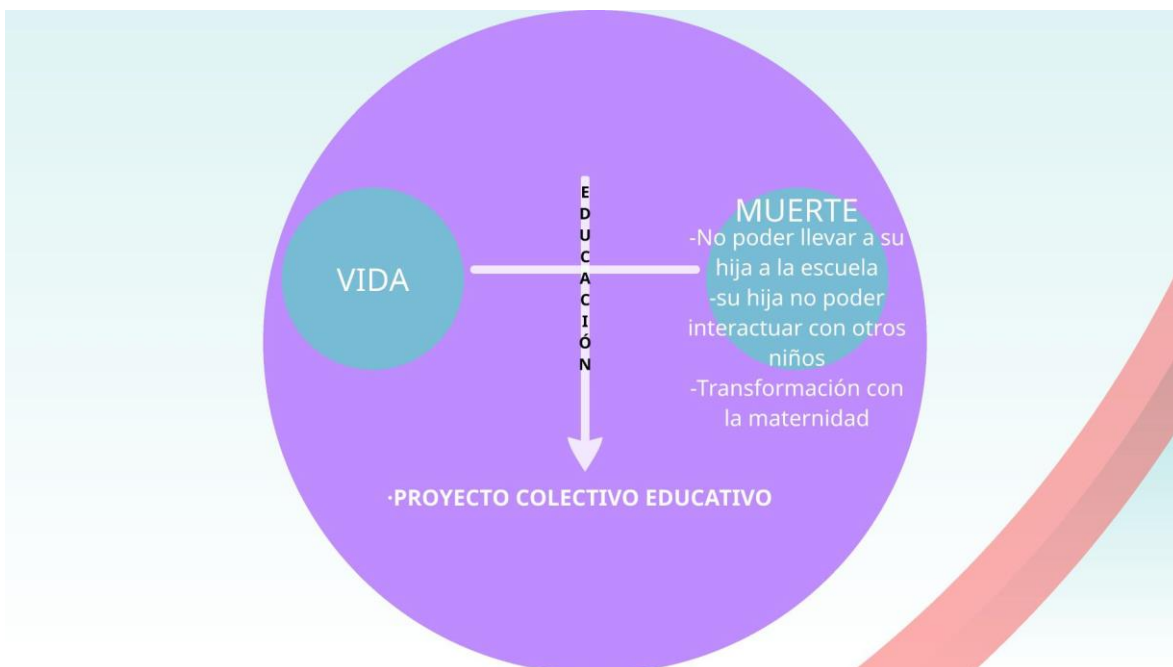 VIDA
EDUCACIÓN
MUERTE
-No poder llevar a su
hija a la escuela
-su hija no poder
interactuar con otros
niños
-Transformación con
la maternidad
·PROYECTO COLECTIVO EDUCATIVO